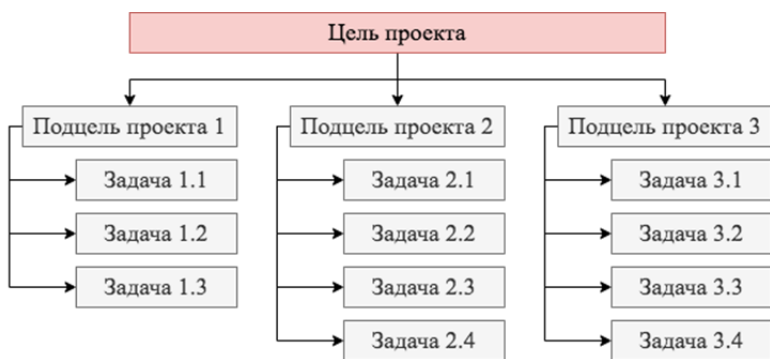 Цель проекта
Подцель проекта 1
Задача 1.1
Задача 1.2
Задача 1.3
Подцель проекта 2
Задача 2.1
Задача 2.2
Задача 2.3
Задача 2.4
Подцель проекта 3
Задача 3.1
Задача 3.2
Задача 3.3
Задача 3.4